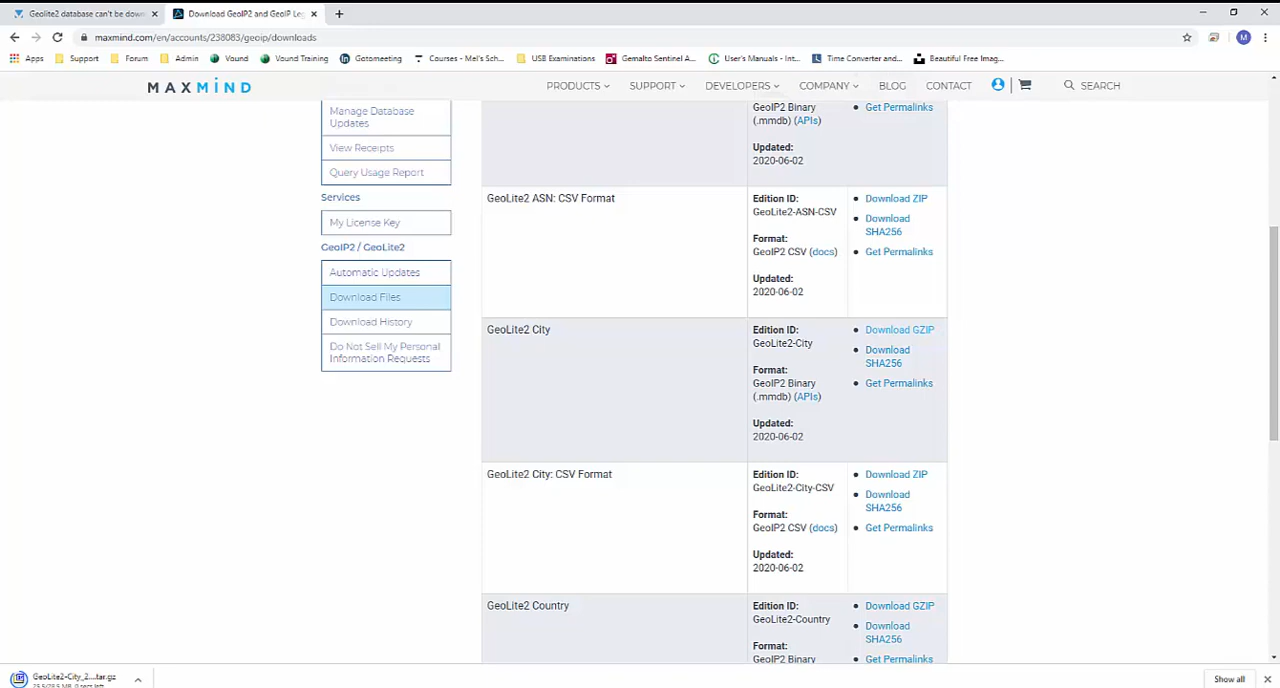 Geolite2 database can't be down
Download GeoIP2 and GeoIP Leg
maxmind.com/en/accounts/238083/geoip/downloads
M
Apps
Support
Forum
Admin
Vound
Vound Training
Gotomeeting
Courses - Mel's Sch...
USB Examinations
Gemalto Sentinel A...
User's Manuals - Int...
Time Converter and...
Beautiful Free Imag...
MAXMIND
PRODUCTS
SUPPORT
DEVELOPERS
COMPANY
BLOG
CONTACT
SEARCH
Manage Database
Updates
View Receipts
Query Usage Report
Services
My License Key
GeoIP2 / GeoLite2
Automatic Updates
Download Files
Download History
Do Not Sell My Personal
Information Requests
GeoIP2 Binary
(.mmdb) (APIs)
Updated:
2020-06-02
• Get Permalinks
GeoLite2 ASN: CSV Format
Edition ID:
GeoLite2-ASN-CSV
Format:
GeoIP2 CSV (docs)
Updated:
2020-06-02
• Download ZIP
• Download
SHA256
• Get Permalinks
GeoLite2 City
Edition ID:
GeoLite2-City
Format:
GeoIP2 Binary
(.mmdb) (APIs)
Updated:
2020-06-02
• Download GZIP
• Download
SHA256
• Get Permalinks
GeoLite2 City: CSV Format
Edition ID:
GeoLite2-City-CSV
Format:
GeoIP2 CSV (docs)
Updated:
2020-06-02
• Download ZIP
• Download
SHA256
• Get Permalinks
GeoLite2 Country
Edition ID:
GeoLite2-Country
Format:
GeoIP2 Binary
• Download GZIP
• Download
SHA256
• Get Permalinks
GeoLite2-City_2....tar.gz
Show all